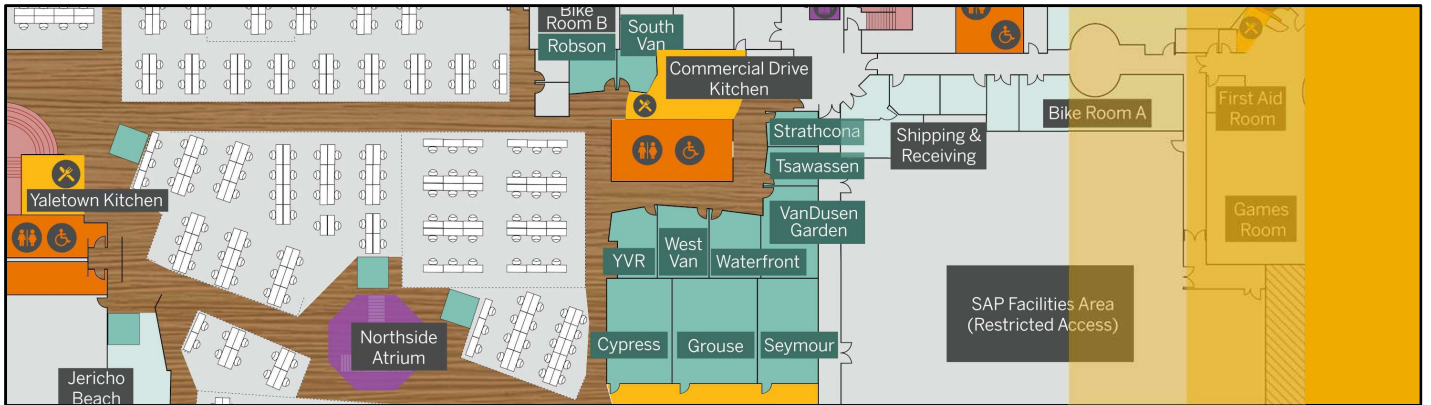 Bike
Room B
Robson
South
Van
Commercial Drive
Kitchen
Strathcona
Tsawassen
Shipping &
Receiving
Bike Room A
First Aid
Room
Yaletown Kitchen
VanDusen
Garden
Games
Room
YVR
West
Van
Waterfront
SAP Facilities Area
(Restricted Access)
Northside
Atrium
Cypress
Grouse
Seymour
Jericho
Beach